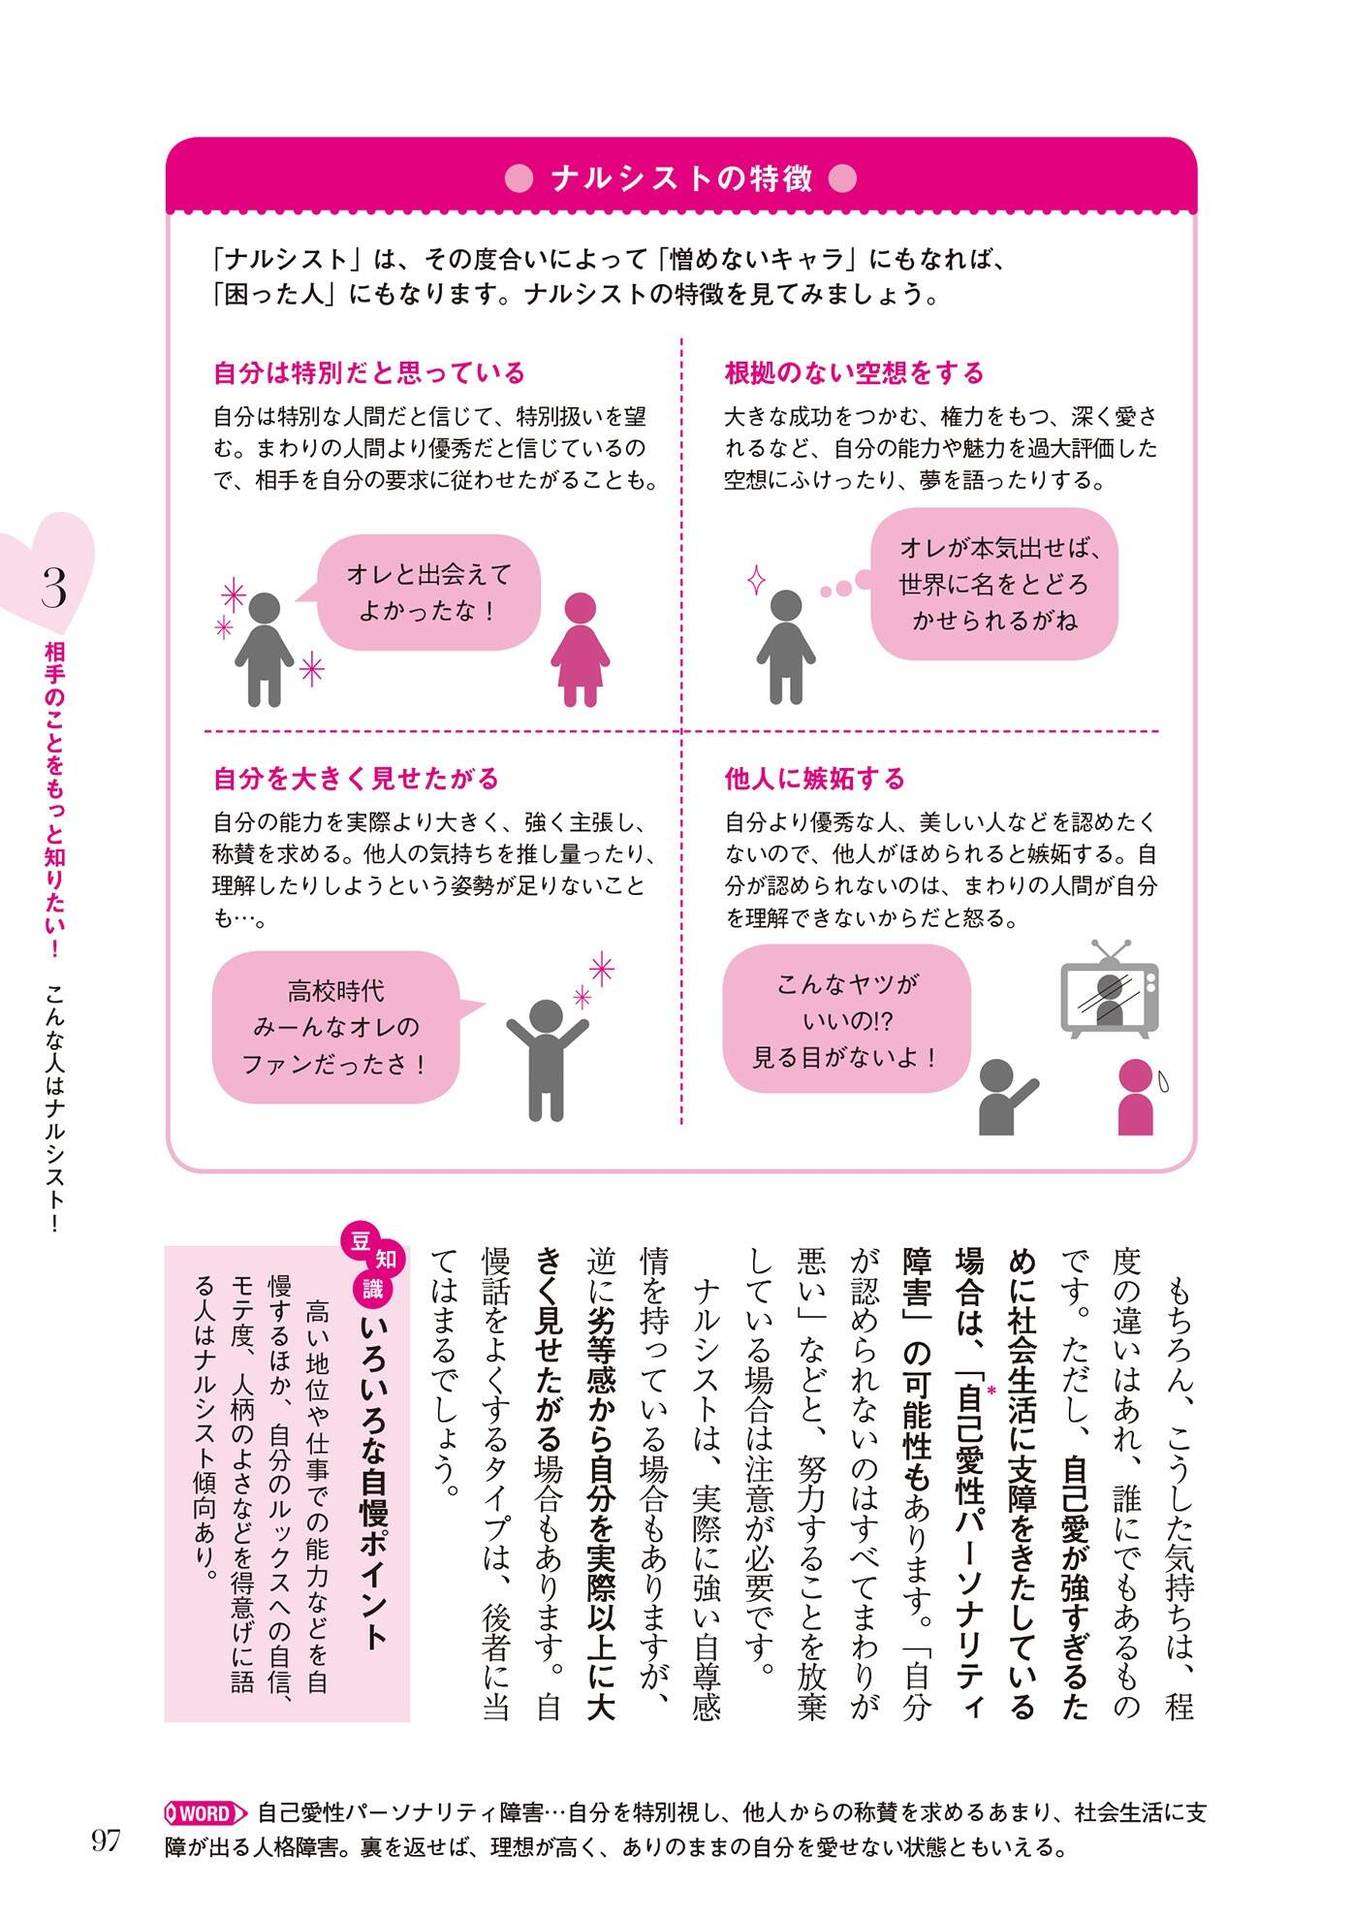 ナルシストの特徴
「ナルシスト」は、その度合いによって「憎めないキャラ」にもなれば、
「困った人」にもなります。ナルシストの特徴を見てみましょう。
自分は特別だと思っている
自分は特別な人間だと信じて、特別扱いを望
む。まわりの人間より優秀だと信じているの
で、相手を自分の要求に従わせたがることも。
オレと出会えて
よかったな！
根拠のない空想をする
大きな成功をつかむ、権力をもつ、深く愛さ
れるなど、自分の能力や魅力を過大評価した
空想にふけったり、夢を語ったりする。
オレが本気出せば、
世界に名をとどろ
かせられるがね
自分を大きく見せたがる
自分の能力を実際より大きく、強く主張し、
称賛を求める。他人の気持ちを推し量ったり、
理解したりしようという姿勢が足りないこと
も…。
高校時代
みーんなオレの
ファンだったさ！
他人に嫉妬する
自分より優秀な人、美しい人などを認めたく
ないので、他人がほめられると嫉妬する。自
分が認められないのは、まわりの人間が自分
を理解できないからだと怒る。
こんなヤツが
いいの!?
見る目がないよ！
3
相手のことをもっと知りたい！ こんな人はナルシスト！
もちろん、こうした気持ちは、程
度の違いはあれ、誰にでもあるもの
です。ただし、自己愛が強すぎるた
めに社会生活に支障をきたしている
場合は、「自己愛性パーソナリティ
*
障害」の可能性もあります。「自分
が認められないのはすべてまわりが
悪い」などと、努力することを放棄
している場合は注意が必要です。
ナルシストは、実際に強い自尊感
情を持っている場合もありますが、
逆に劣等感から自分を実際以上に大
きく見せたがる場合もあります。自
慢話をよくするタイプは、後者に当
てはまるでしょう。
豆知識
いろいろな自慢ポイント
高い地位や仕事での能力などを自
慢するほか、自分のルックスへの自信、
モテ度、人柄のよさなどを得意げに語
る人はナルシスト傾向あり。
WORD 自己愛性パーソナリティ障害…自分を特別視し、他人からの称賛を求めるあまり、社会生活に支
障が出る人格障害。裏を返せば、理想が高く、ありのままの自分を愛せない状態ともいえる。
97